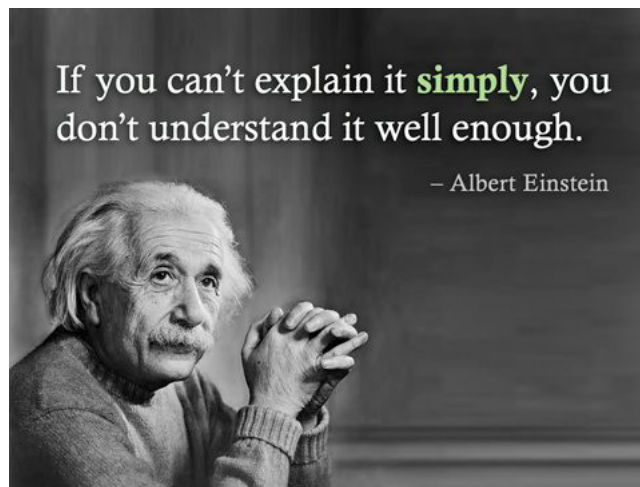 If you can't explain it simply, you
don't understand it well enough.
– Albert Einstein